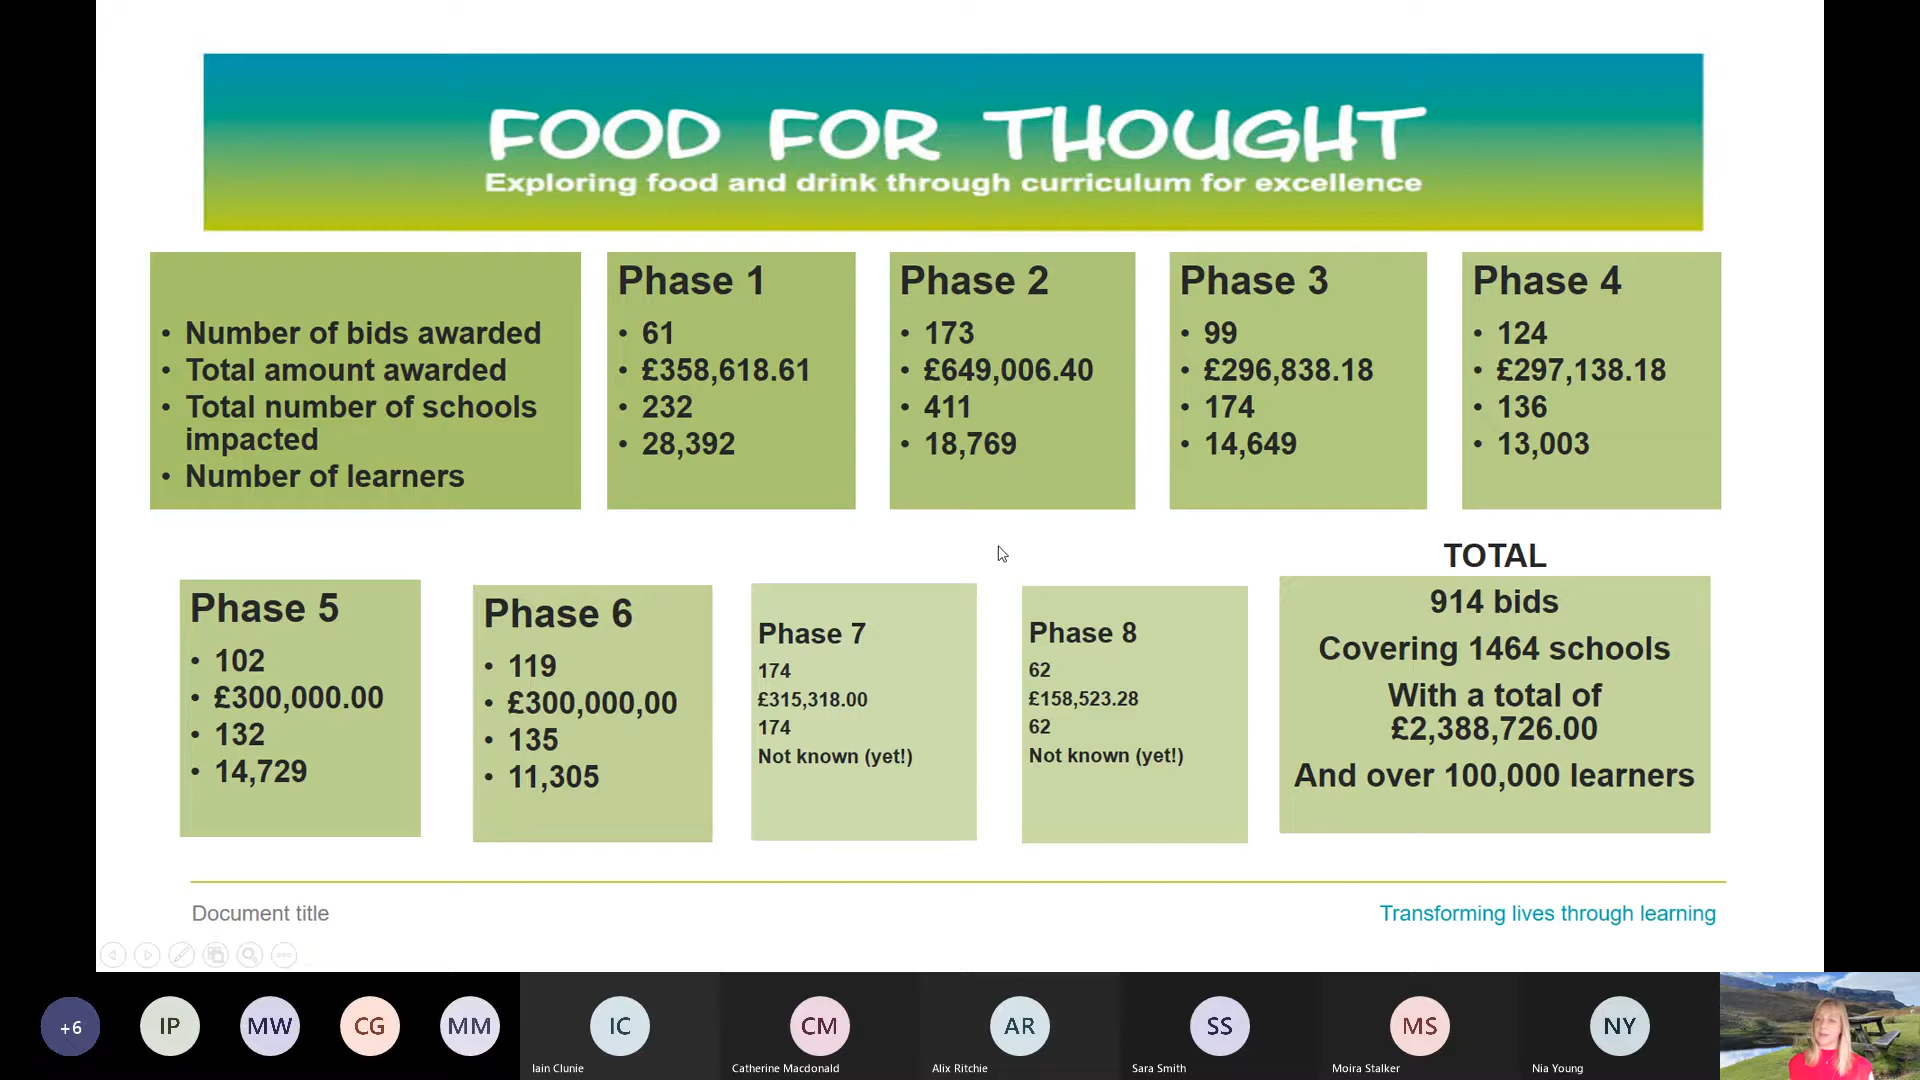 FOOD FOR THOUGHT
Exploring food and drink through curriculum for excellence
• Number of bids awarded
• Total amount awarded
• Total number of schools
impacted
• Number of learners
Phase 1
• 61
• £358,618.61
• 232
• 28,392
Phase 2
• 173
• £649,006.40
• 411
• 18,769
Phase 3
• 99
• £296,838.18
• 174
• 14,649
Phase 4
• 124
• £297,138.18
• 136
• 13,003
Phase 5
• 102
• £300,000.00
• 132
• 14,729
Phase 6
• 119
• £300,000,00
• 135
• 11,305
Phase 7
174
£315,318.00
174
Not known (yet!)
Phase 8
62
£158,523.28
62
Not known (yet!)
TOTAL
914 bids
Covering 1464 schools
With a total of
£2,388,726.00
And over 100,000 learners
Document title
Transforming lives through learning
+6
IP
MW
CG
MM
IC
Iain Clunie
CM
Catherine Macdonald
AR
Alix Ritchie
SS
Sara Smith
MS
Moira Stalker
NY
Nia Young